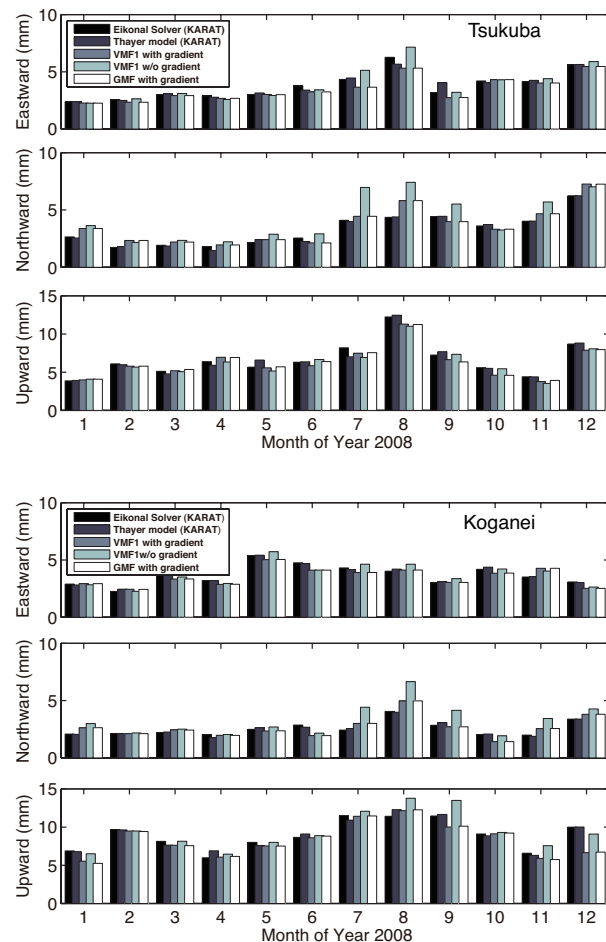 Tsukuba
Eastward (mm)
10
5
0
Eikonal Solver (KARAT)
Thayer model (KARAT)
VMF1 with gradient
VMF1 w/o gradient
GMF with gradient
Northward (mm)
10
5
0
Upward (mm)
15
10
5
0
1 2 3 4 5 6 7 8 9 10 11 12
Month of Year 2008
Koganei
Eastward (mm)
10
5
0
Eikonal Solver (KARAT)
Thayer model (KARAT)
VMF1 with gradient
VMF1w/o gradient
GMF with gradient
Northward (mm)
10
5
0
Upward (mm)
15
10
5
0
1 2 3 4 5 6 7 8 9 10 11 12
Month of Year 2008